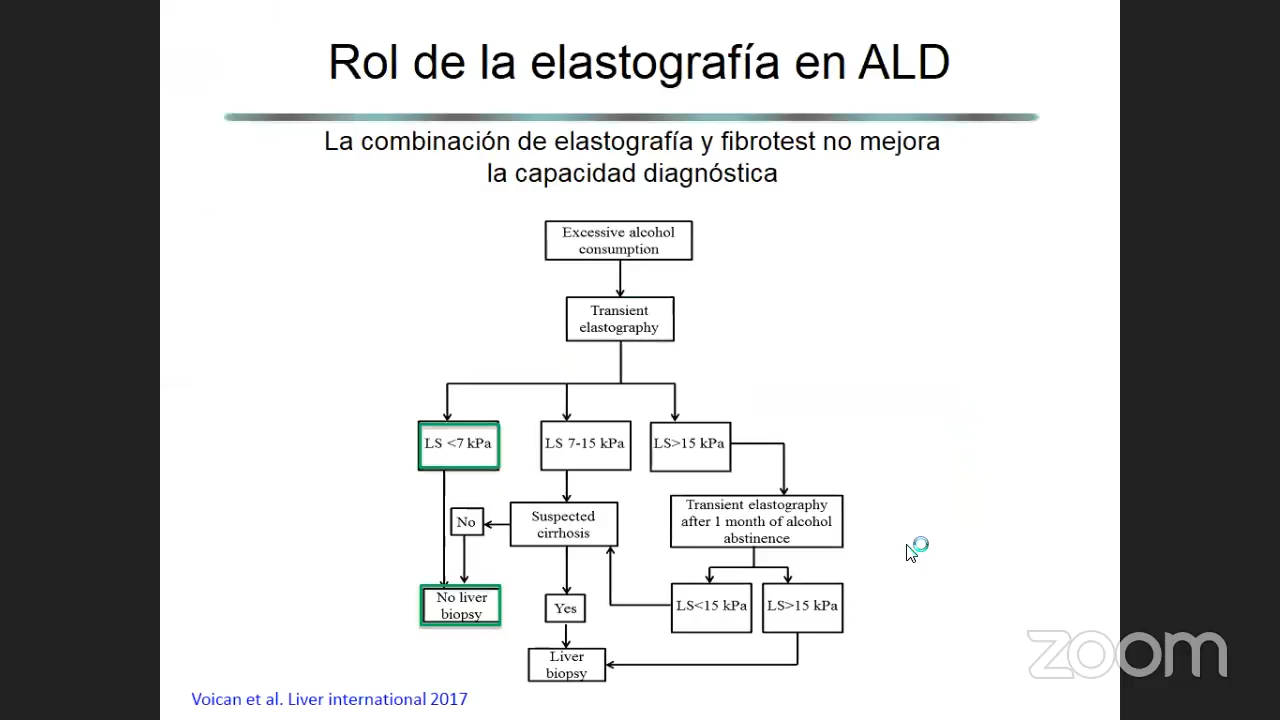 Rol de la elastografía en ALD
La combinación de elastografía y fibrotest no mejora
la capacidad diagnóstica
Excessive alcohol
consumption
Transient
elastography
LS <7 kPa
LS 7-15 kPa
LS>15 kPa
Transient elastography
after 1 month of alcohol
abstinence
No
Suspected
cirrhosis
No liver
biopsy
Yes
LS<15 kPa
LS>15 kPa
Liver
biopsy
Voican et al. Liver international 2017
zoom